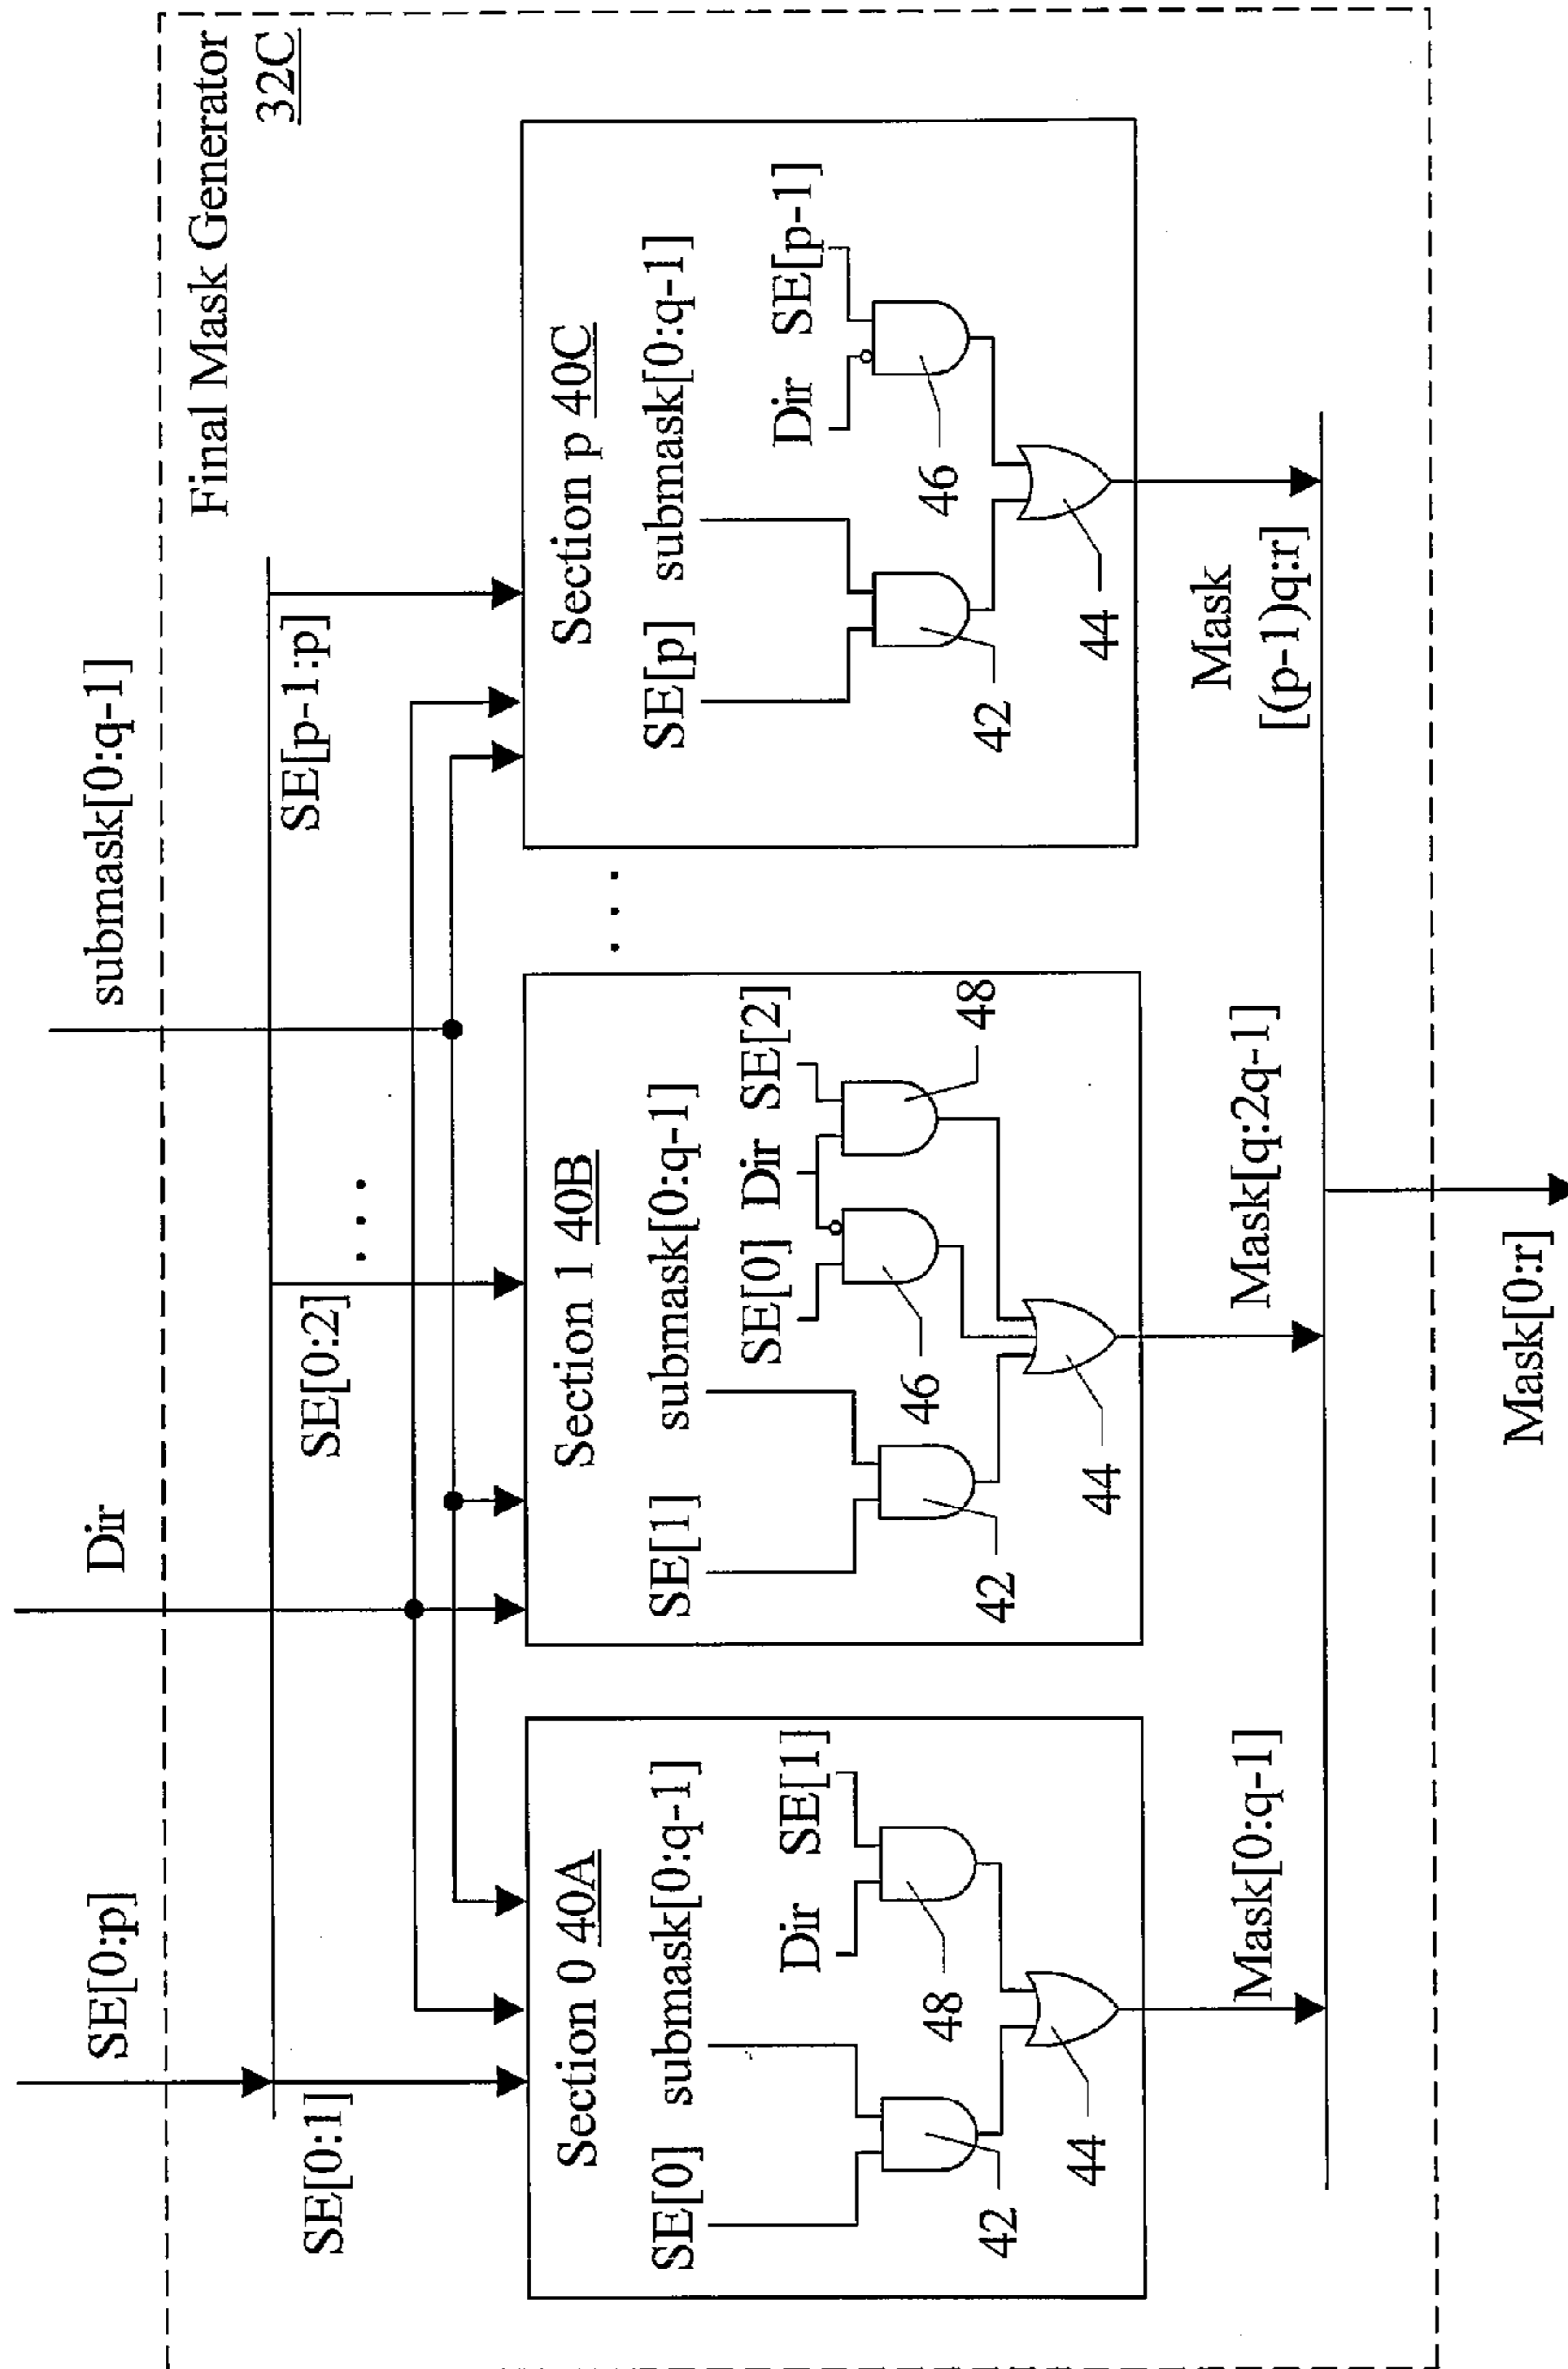 SE[0:p]
Dir
submask[0:q-1]
Final Mask Generator
32C
SE[0:1]
SE[0:2]
. . .
SE[p-1:p]
Section 0 40A
SE[0] submask[0:q-1]
Dir SE[1]
42
48
44
Section 1 40B
SE[1] submask[0:q-1]
SE[0] Dir SE[2]
42
46
48
44
. . .
Section p 40C
SE[p] submask[0:q-1]
Dir SE[p-1]
42
46
44
Mask[0:q-1]
Mask[q:2q-1]
Mask
[(p-1)q:r]
Mask[0:r]